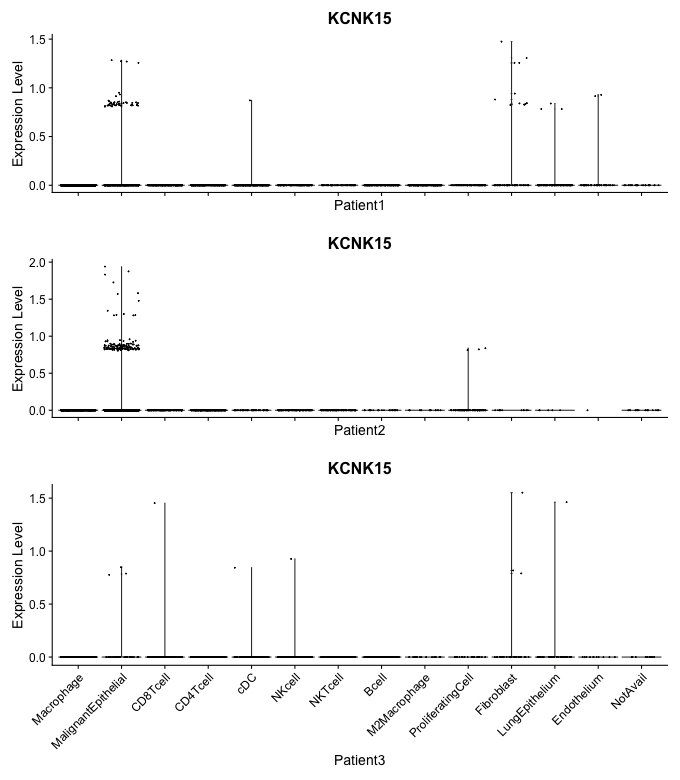 KCNK15
Expression Level
1.5
1.0
0.5
0.0
Patient1
KCNK15
Expression Level
2.0
1.5
1.0
0.5
0.0
Patient2
KCNK15
Expression Level
1.5
1.0
0.5
0.0
Macrophage
MalignantEpithelial
CD8Tcell
CD4Tcell
cDC
NKcell
NKTcell
Bcell
M2Macrophage
ProliferatingCell
Fibroblast
LungEpithelium
Endothelium
NotAvail
Patient3